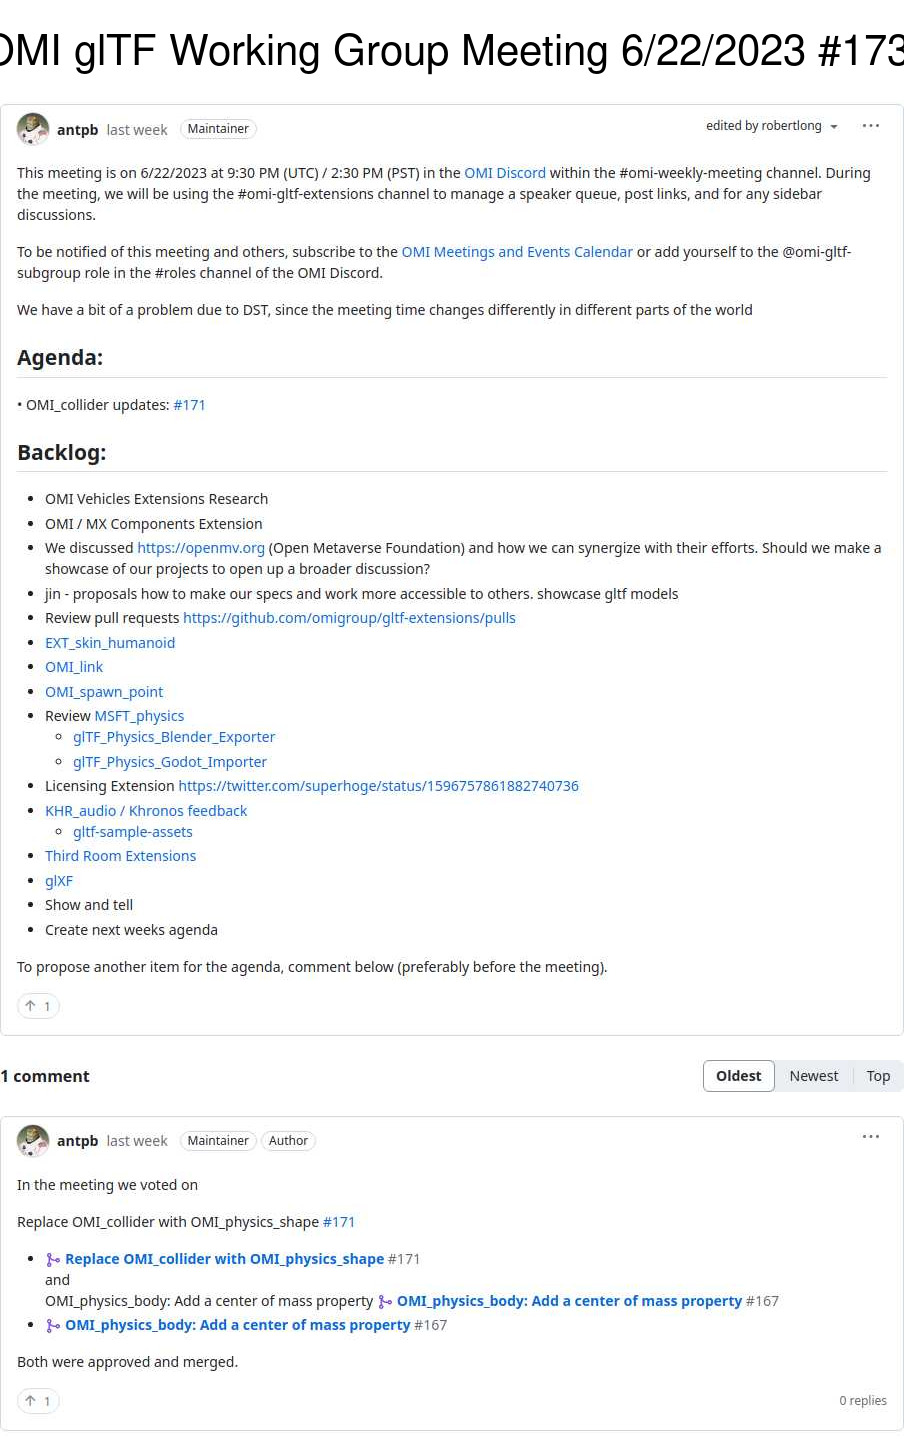 OMI glTF Working Group Meeting 6/22/2023 #173
antpb last week Maintainer edited by robertlong
This meeting is on 6/22/2023 at 9:30 PM (UTC) / 2:30 PM (PST) in the OMI Discord within the #omi-weekly-meeting channel. During
the meeting, we will be using the #omi-gltf-extensions channel to manage a speaker queue, post links, and for any sidebar
discussions.
To be notified of this meeting and others, subscribe to the OMI Meetings and Events Calendar or add yourself to the @omi-gltf-
subgroup role in the #roles channel of the OMI Discord.
We have a bit of a problem due to DST, since the meeting time changes differently in different parts of the world
Agenda:
• OMI_collider updates: #171
Backlog:
• OMI Vehicles Extensions Research
• OMI / MX Components Extension
• We discussed https://openmv.org (Open Metaverse Foundation) and how we can synergize with their efforts. Should we make a
showcase of our projects to open up a broader discussion?
• jin - proposals how to make our specs and work more accessible to others. showcase gltf models
• Review pull requests https://github.com/omigroup/gltf-extensions/pulls
• EXT_skin_humanoid
• OMI_link
• OMI_spawn_point
• Review MSFT_physics
◦ glTF_Physics_Blender_Exporter
◦ glTF_Physics_Godot_Importer
• Licensing Extension https://twitter.com/superhoge/status/1596757861882740736
• KHR_audio / Khronos feedback
◦ gltf-sample-assets
• Third Room Extensions
• glXF
• Show and tell
• Create next weeks agenda
To propose another item for the agenda, comment below (preferably before the meeting).
↑ 1
1 comment Oldest Newest Top
antpb last week Maintainer Author
In the meeting we voted on
Replace OMI_collider with OMI_physics_shape #171
• Replace OMI_collider with OMI_physics_shape #171
and
OMI_physics_body: Add a center of mass property OMI_physics_body: Add a center of mass property #167
• OMI_physics_body: Add a center of mass property #167
Both were approved and merged.
↑ 1 0 replies